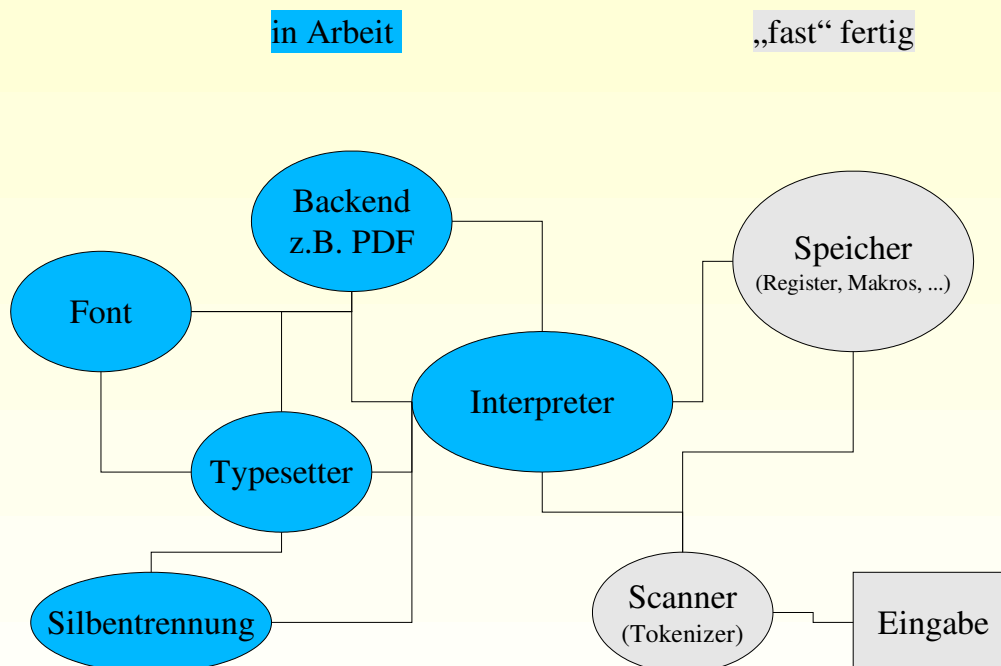 in Arbeit
„fast“ fertig
Backend
z.B. PDF
Speicher
(Register, Makros, ...)
Font
Interpreter
Typesetter
Scanner
(Tokenizer)
Eingabe
Silbentrennung